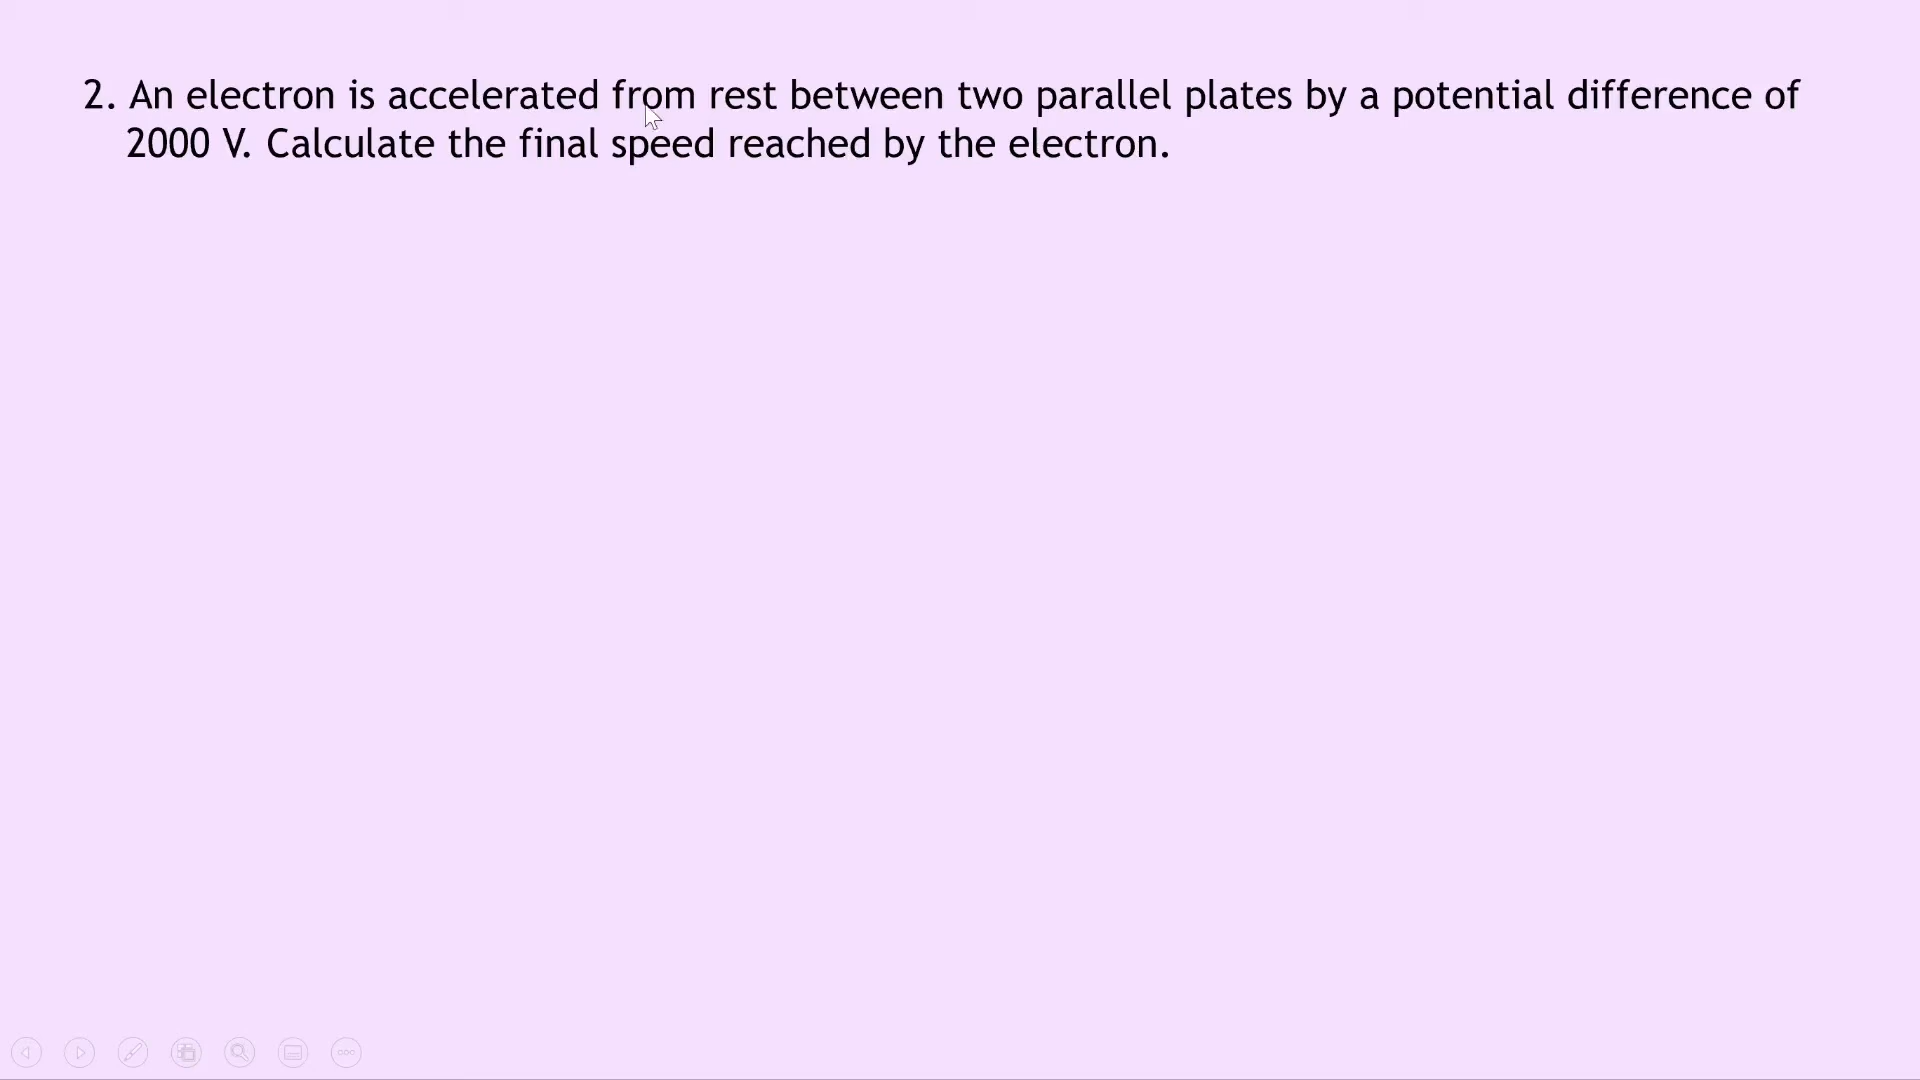 2. An electron is accelerated from rest between two parallel plates by a potential difference of
2000 V. Calculate the final speed reached by the electron.